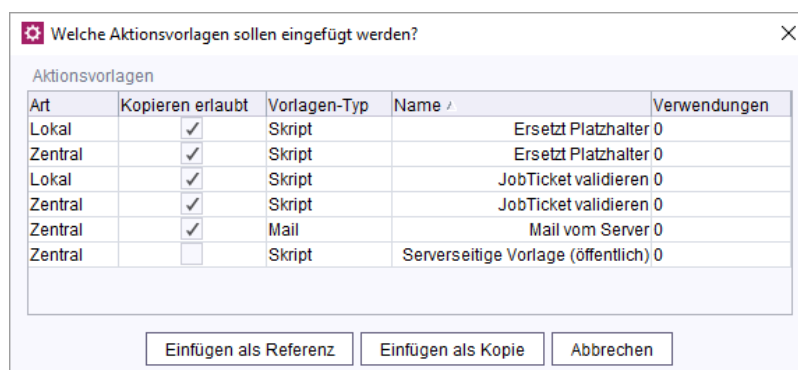 Welche Aktionsvorlagen sollen eingefügt werden?
Aktionsvorlagen
Art Kopieren erlaubt Vorlagen-Typ Name Verwendungen
Lokal Skript Ersetzt Platzhalter 0
Zentral Skript Ersetzt Platzhalter 0
Lokal Skript JobTicket validieren 0
Zentral Skript JobTicket validieren 0
Zentral Mail Mail vom Server 0
Zentral Skript Serverseitige Vorlage (öffentlich) 0
Einfügen als Referenz Einfügen als Kopie Abbrechen